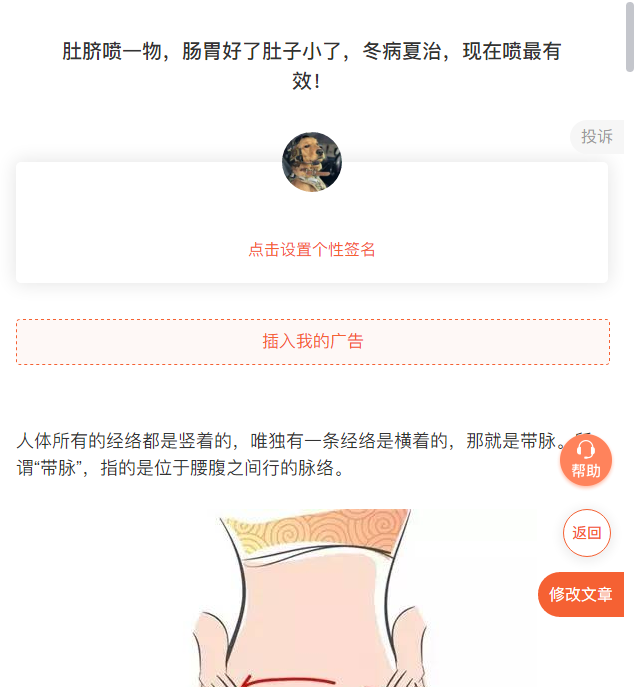 肚脐喷一物，肠胃好了肚子小了，冬病夏治，现在喷最有
效！
投诉
点击设置个性签名
插入我的广告
人体所有的经络都是竖着的，唯独有一条经络是横着的，那就是带脉。
谓“带脉”，指的是位于腰腹之间行的脉络。
帮助
返回
修改文章